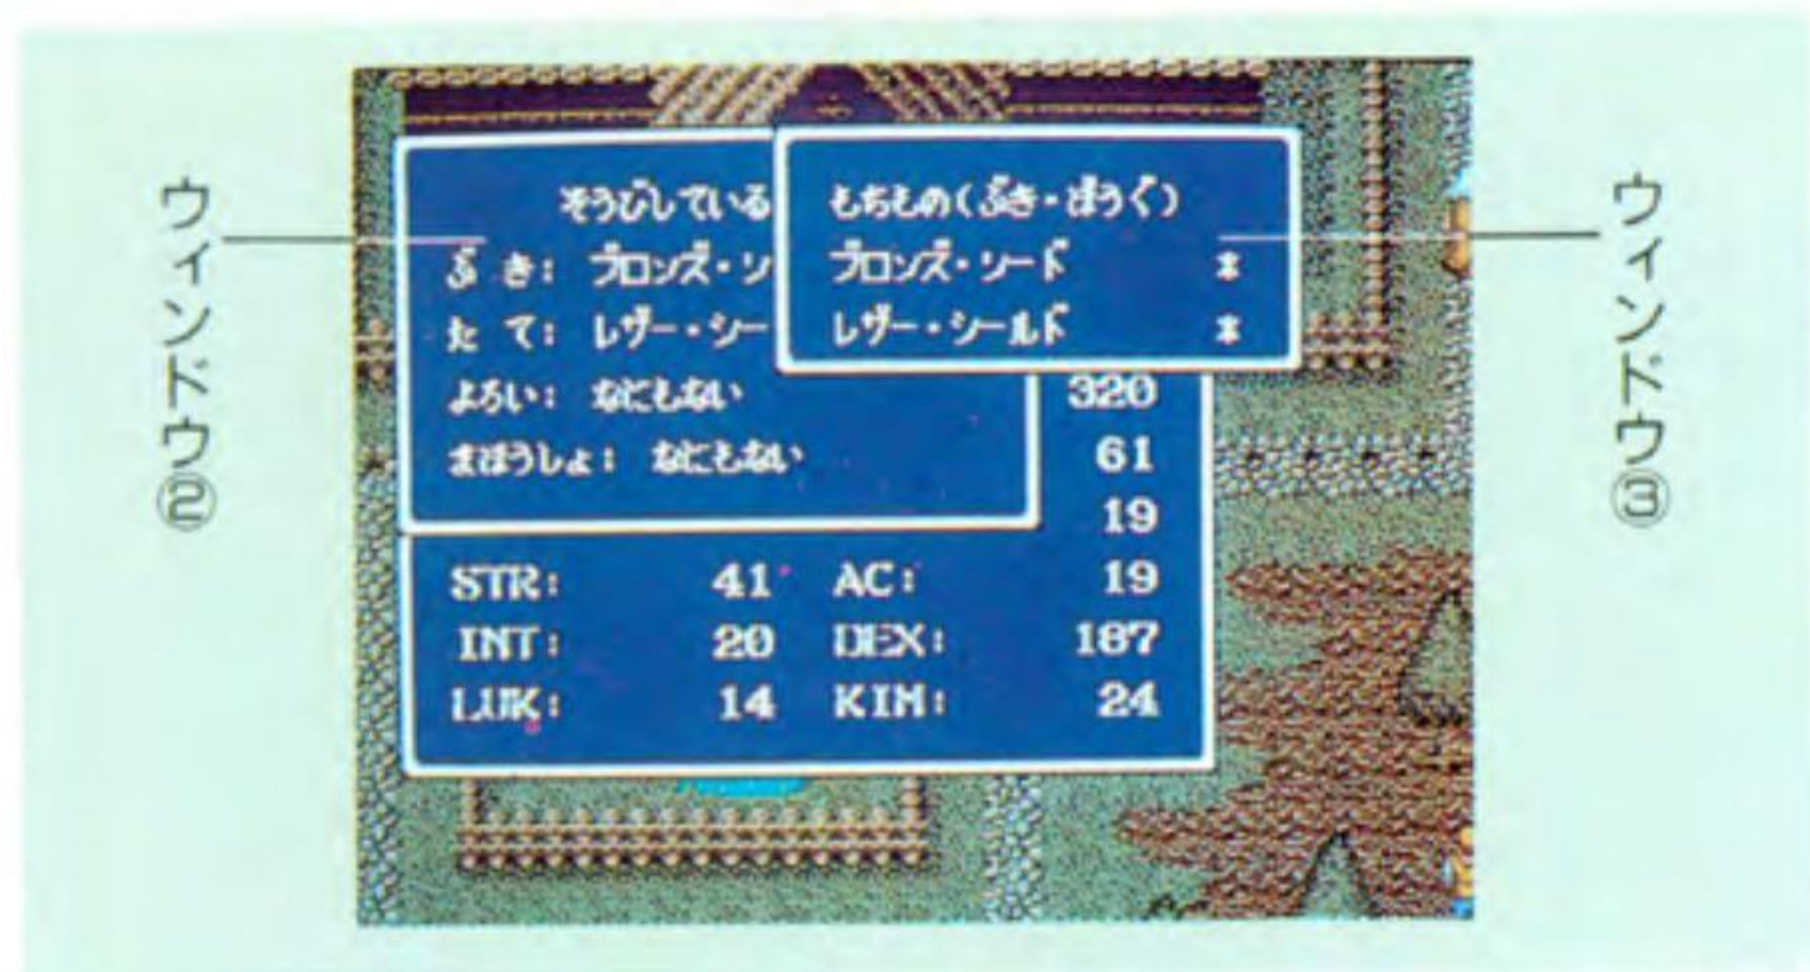 ウィンドウ②
そうびしている
ぶ き: ブロンズ・ソ
た て: レザー・シー
よろい: なにもない
まほうしょ: なにもない
もちもの(ぶき・ぼうぐ)
ブロンズ・ソード *
レザー・シールド *
320
61
19
STR: 41 AC: 19
INT: 20 DEX: 187
LUK: 14 KIM: 24
ウィンドウ③